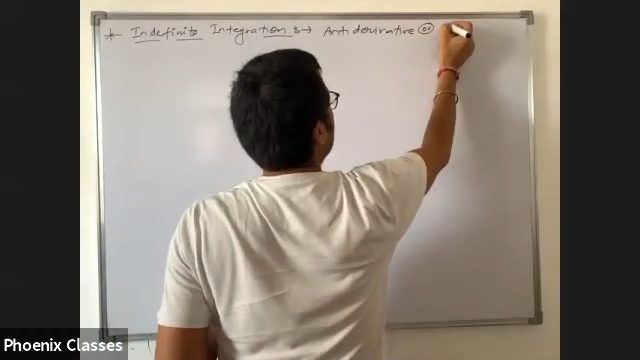 * Indefinite Integration :→ Antiderivative or
Phoenix Classes